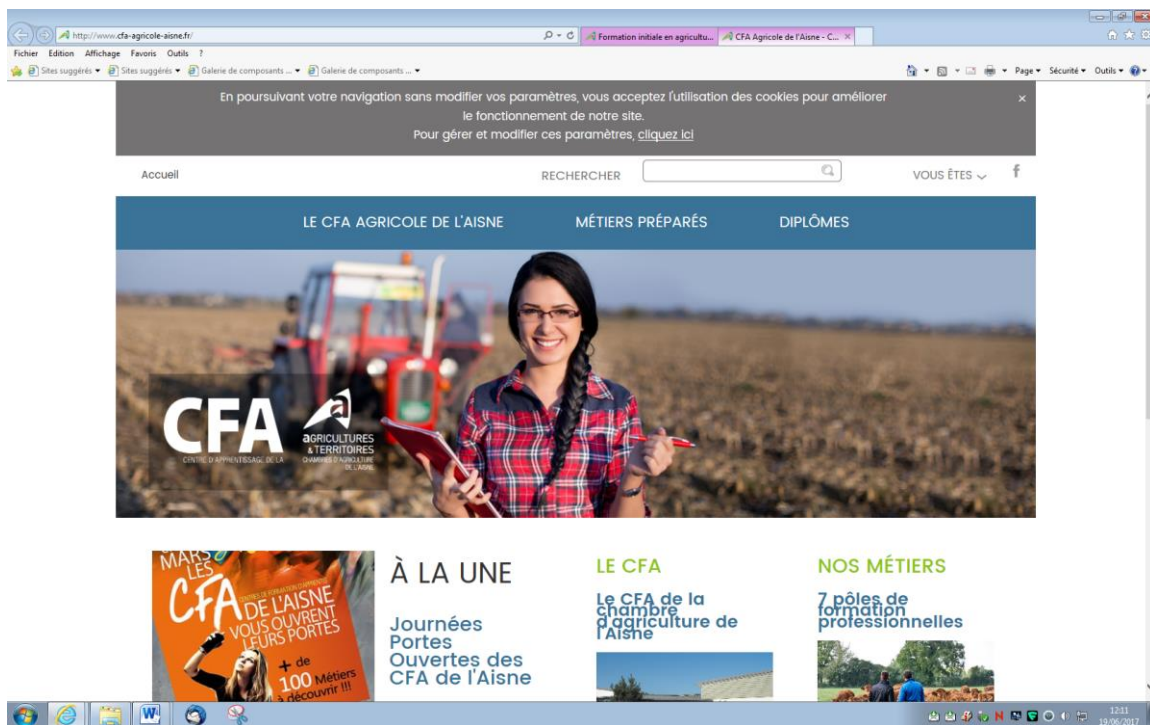 http://www.cfa-agricole-aisne.fr/
Formation initiale en agricultu...
CFA Agricole de l'Aisne - C...
Fichier Edition Affichage Favoris Outils ?
Sites suggérés Sites suggérés Galerie de composants ... Galerie de composants ...
Page Sécurité Outils
En poursuivant votre navigation sans modifier vos paramètres, vous acceptez l'utilisation des cookies pour améliorer
le fonctionnement de notre site.
Pour gérer et modifier ces paramètres, cliquez ici
Accueil
RECHERCHER
VOUS ÊTES
LE CFA AGRICOLE DE L'AISNE MÉTIERS PRÉPARÉS DIPLÔMES
CFA
CENTRE D'APPRENTISSAGE DE LA
AGRICULTURES
& TERRITOIRES
CHAMBRES D'AGRICULTURE
DE L'AISNE
MARS
LES
CFA
CENTRES DE FORMATION D'APPRENTIS
DE L'AISNE
VOUS OUVRENT
LEURS PORTES
+ de
100 Métiers
à découvrir !!!
À LA UNE
Journées
Portes
Ouvertes des
CFA de l'Aisne
LE CFA
Le CFA de la
chambre
d'agriculture de
l'Aisne
NOS MÉTIERS
7 pôles de
formation
professionnelles
12:11
19/06/2017